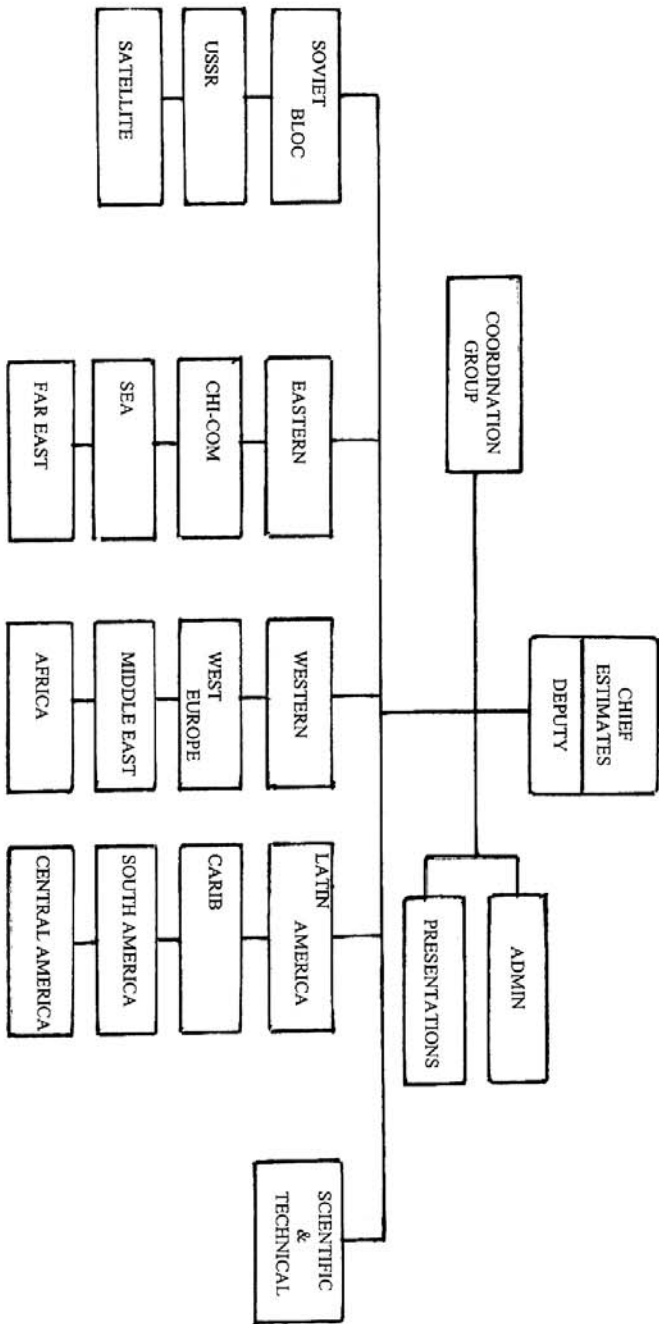 CHIEF
ESTIMATES
DEPUTY
COORDINATION
GROUP
ADMIN
PRESENTATIONS
SOVIET
BLOC
USSR
SATELLITE
EASTERN
CHI-COM
SEA
FAR EAST
WESTERN
WEST
EUROPE
MIDDLE EAST
AFRICA
LATIN
AMERICA
CARIB
SOUTH AMERICA
CENTRAL AMERICA
SCIENTIFIC
&
TECHNICAL